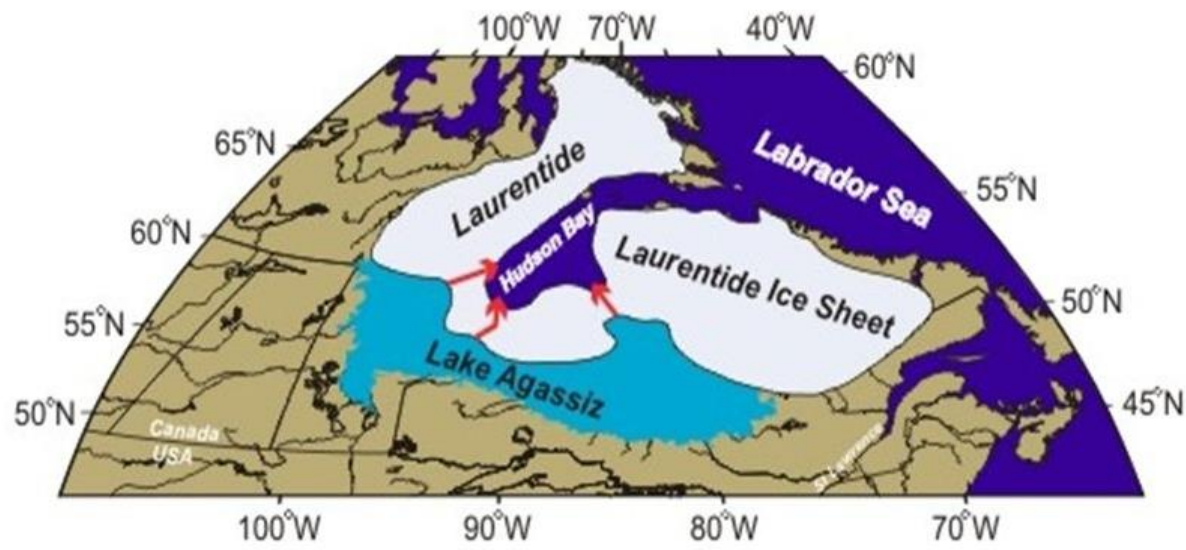 100°W 70°W 40°W
60°N
65°N
Labrador Sea
Laurentide
55°N
60°N
Hudson Bay
Laurentide Ice Sheet
50°N
55°N
Lake Agassiz
50°N
45°N
Canada
USA
St Lawrence
100°W 90°W 80°W 70°W